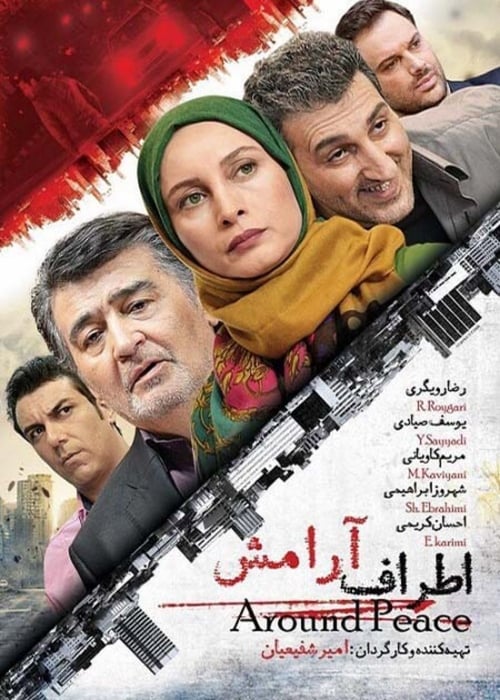 رضا رویگری
R. Roygari
یوسف صیادی
Y. Sayyadi
مریم کاویانی
M. Kaviyani
شهروز ابراهیمی
Sh. Ebrahimi
احسان کریمی
E. karimi
اطراف آرامش
Around Peace
تهیه کننده و کارگردان: امیر شفیعیان